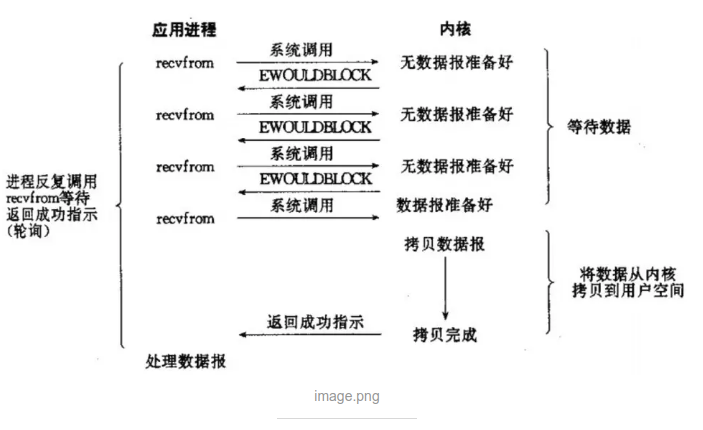 应用进程 内核
recvfrom 系统调用 无数据报准备好
EWOULDBLOCK
recvfrom 系统调用 无数据报准备好
EWOULDBLOCK
等待数据
recvfrom 系统调用 无数据报准备好
EWOULDBLOCK
recvfrom 系统调用 数据报准备好
进程反复调用
recvfrom等待
返回成功指示
(轮询)
拷贝数据报
将数据从内核
拷贝到用户空间
返回成功指示 拷贝完成
处理数据报
image.png